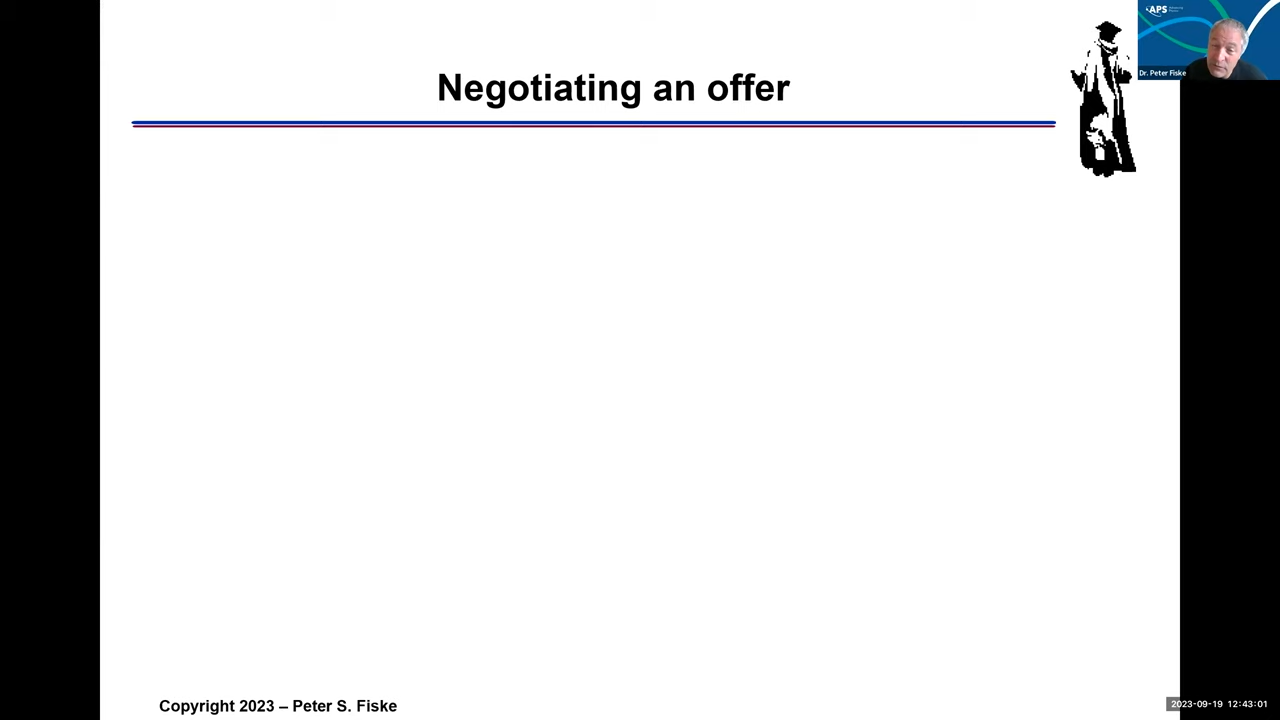 Negotiating an offer
APS
Dr. Peter Fiske
Copyright 2023 – Peter S. Fiske
2023-09-19 12:43:01